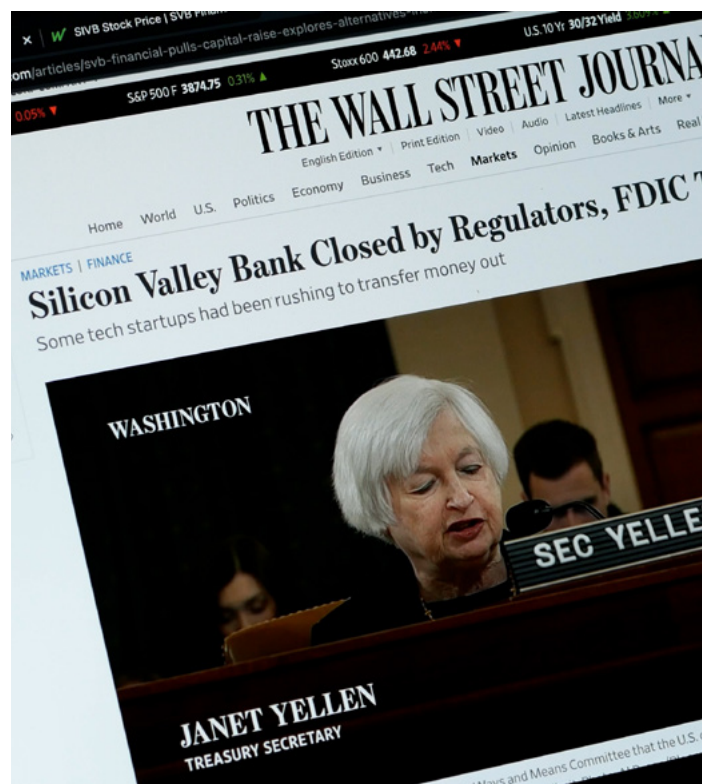 SIVB Stock Price | SVB
om/articles/svb-financial-pulls-capital-raise-explores-alternatives-
0.05% ▼ S&P 500 F 3874.75 0.31% ▲ Stoxx 600 442.68 2.44% ▼ U.S. 10 Yr 30/32 Yield
THE WALL STREET JOURNA
English Edition ▼ | Print Edition | Video | Audio | Latest Headlines | More ▼
Home World U.S. Politics Economy Business Tech Markets Opinion Books & Arts Real
MARKETS | FINANCE
Silicon Valley Bank Closed by Regulators, FDIC T
Some tech startups had been rushing to transfer money out
WASHINGTON
SEC YELLE
JANET YELLEN
TREASURY SECRETARY
Ways and Means Committee that the U.S.